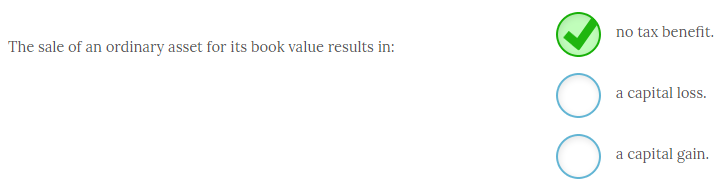 The sale of an ordinary asset for its book value results in:
no tax benefit.
a capital loss.
a capital gain.